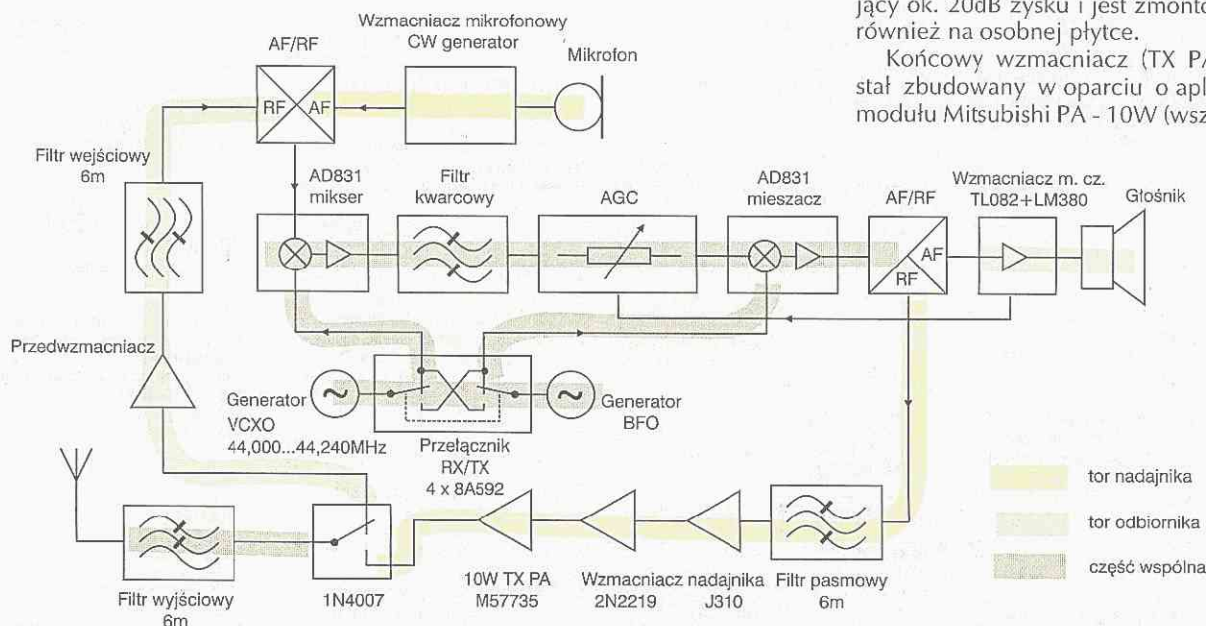 jący ok. 20dB zysku i jest zmonto
również na osobnej płytce.
Końcowy wzmacniacz (TX PA
stał zbudowany w oparciu o apl
modułu Mitsubishi PA - 10W (wsz
Wzmacniacz mikrofonowy
CW generator
AF/RF
Mikrofon
RF
AF
Filtr wejściowy
6m
AD831
mikser
Filtr
kwarcowy
AGC
AD831
mieszacz
AF/RF
Wzmacniacz m. cz.
TL082+LM380
Głośnik
AF
RF
Przedwzmacniacz
Generator
VCXO
44,000...44,240MHz
Generator
BFO
Przełącznik
RX/TX
4 x 8A592
tor nadajnika
tor odbiornika
część wspólna
Filtr wyjściowy
6m
1N4007
10W TX PA
M57735
Wzmacniacz nadajnika
2N2219
J310
Filtr pasmowy
6m